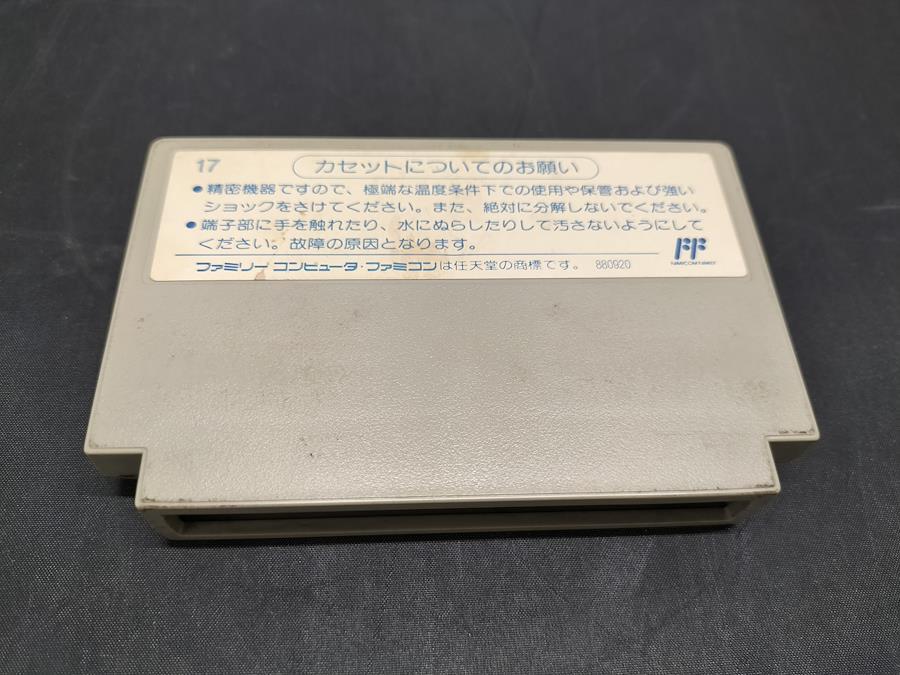 17
カセットについてのお願い
●精密機器ですので、極端な温度条件下での使用や保管および強い
ショックをさけてください。また、絶対に分解しないでください。
●端子部に手を触れたり、水にぬらしたりして汚さないようにして
ください。故障の原因となります。
FF
ファミリーコンピュータ・ファミコンは任天堂の商標です。 880920